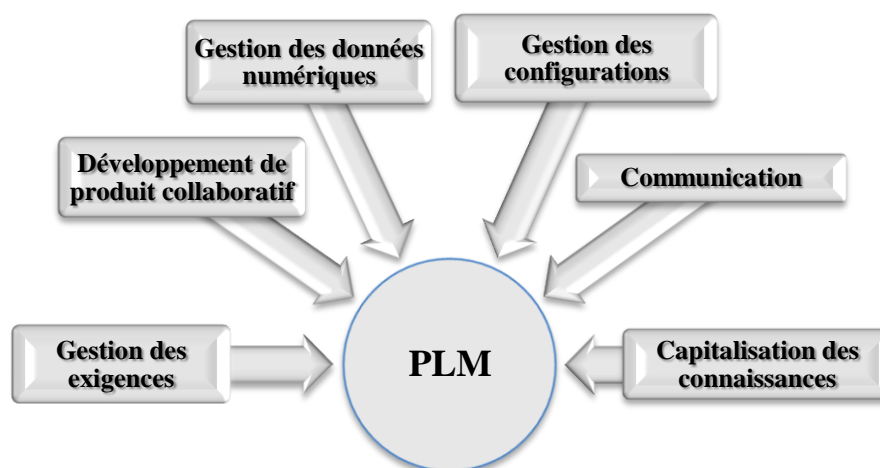 Gestion des données
numériques
Gestion des
configurations
Développement de
produit collaboratif
Communication
Gestion des
exigences
PLM
Capitalisation des
connaissances